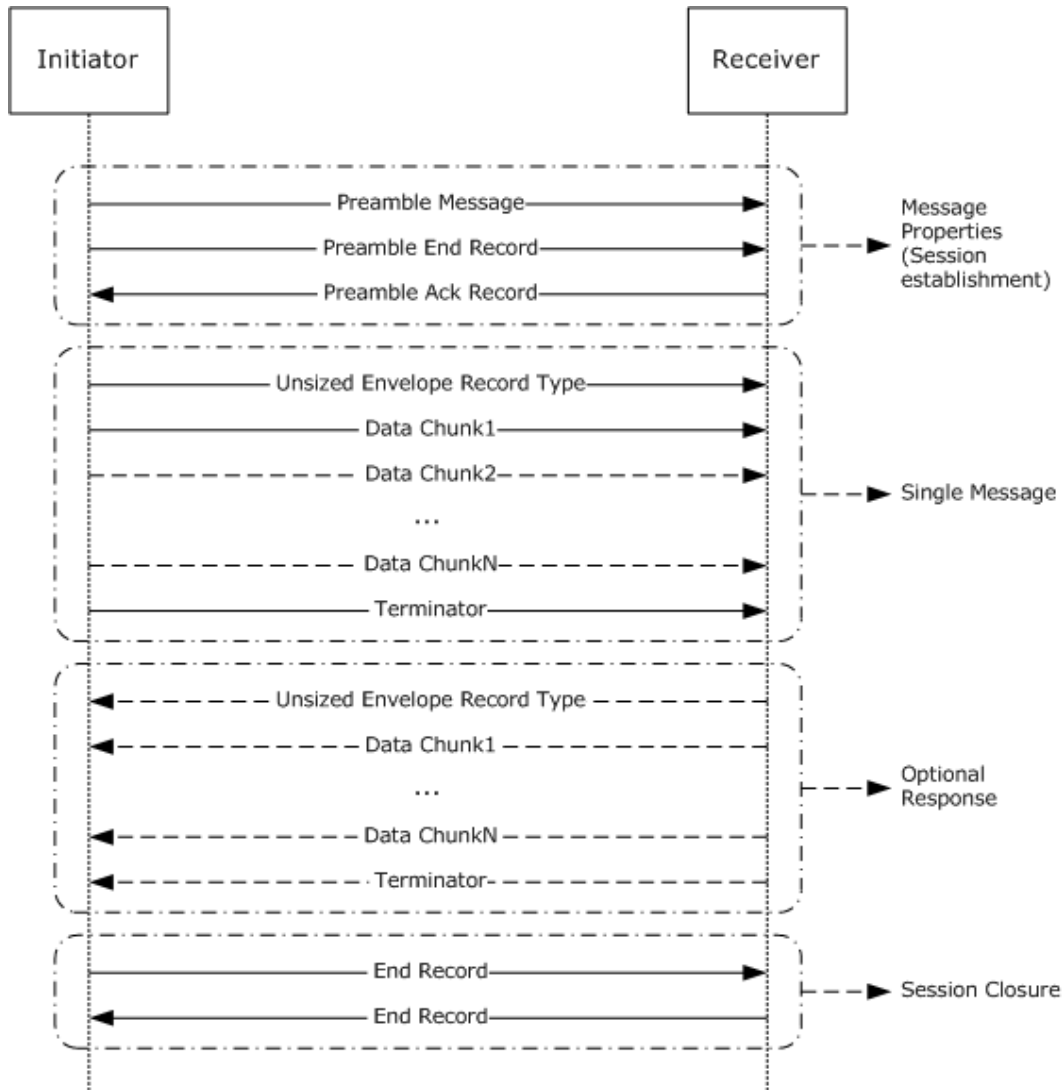 Initiator
Receiver
Preamble Message
Preamble End Record
Preamble Ack Record
Message
Properties
(Session
establishment)
Unsized Envelope Record Type
Data Chunk1
Data Chunk2
...
Data ChunkN
Terminator
Single Message
Unsized Envelope Record Type
Data Chunk1
...
Data ChunkN
Terminator
Optional
Response
End Record
End Record
Session Closure